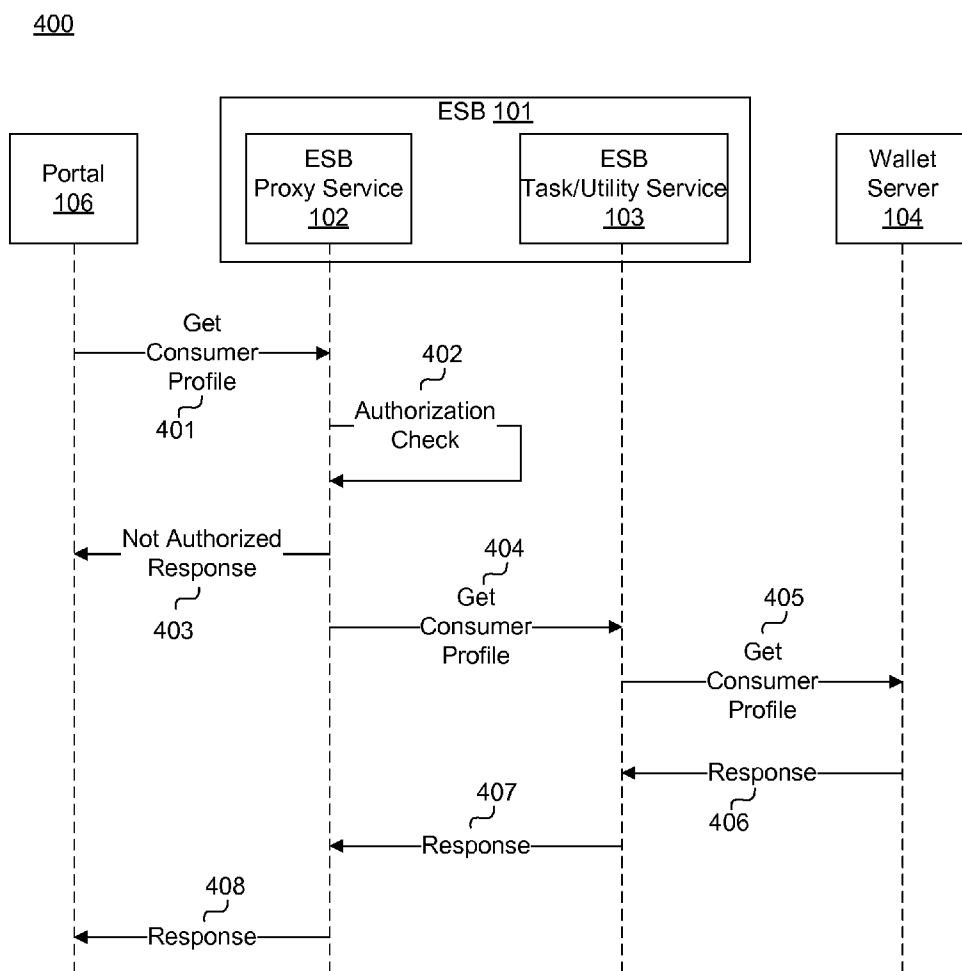 400
ESB 101
Portal
106
ESB
Proxy Service
102
ESB
Task/Utility Service
103
Wallet
Server
104
Get
Consumer
Profile
401
402
Authorization
Check
Not Authorized
Response
403
404
Get
Consumer
Profile
405
Get
Consumer
Profile
Response
406
407
Response
408
Response